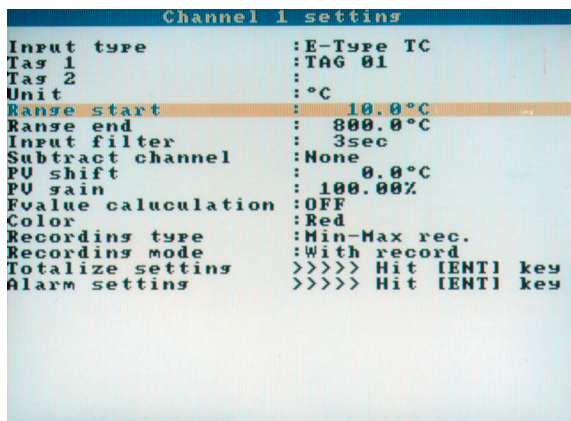 Channel 1 setting
Input type :E-Type TC
Tag 1 :TAG 01
Tag 2 :
Unit :°C
Range start : 10.0°C
Range end : 800.0°C
Input filter : 3sec
Subtract channel :None
PV shift : 0.0°C
PV gain : 100.00%
Fvalue caluculation :OFF
Color :Red
Recording type :Min-Max rec.
Recording mode :With record
Totalize setting >>>>> Hit [ENT] key
Alarm setting >>>>> Hit [ENT] key